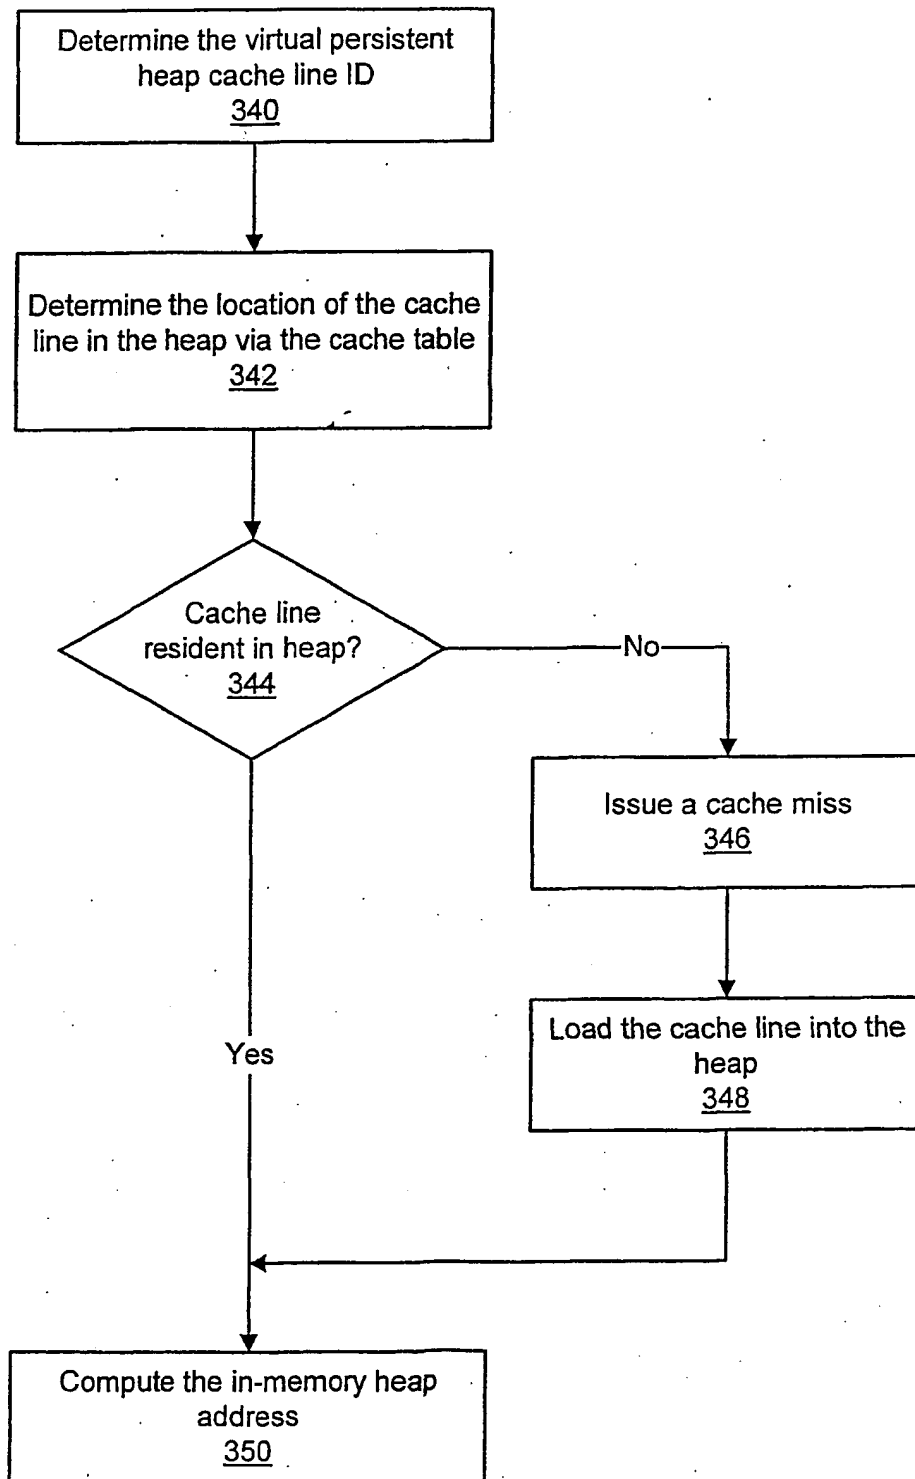 Determine the virtual persistent
heap cache line ID
340
Determine the location of the cache
line in the heap via the cache table
342
Cache line
resident in heap?
344
No
Issue a cache miss
346
Load the cache line into the
heap
348
Yes
Compute the in-memory heap
address
350